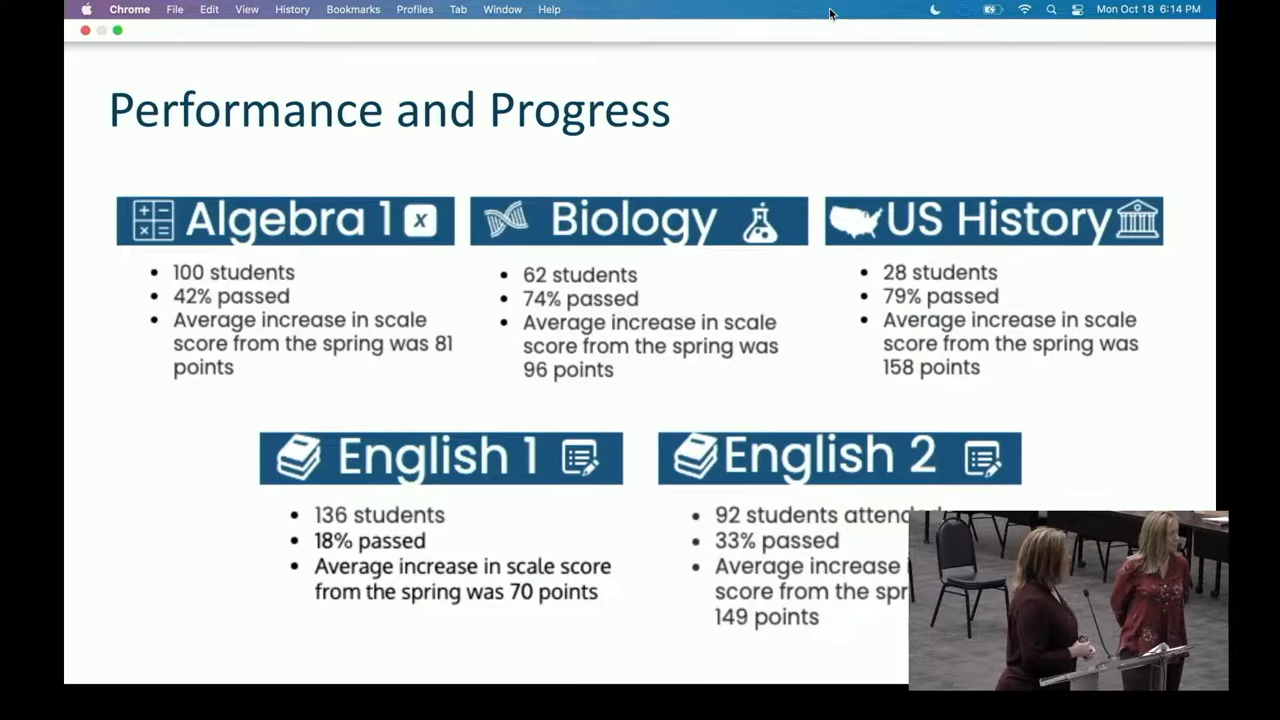 Chrome File Edit View History Bookmarks Profiles Tab Window Help Mon Oct 18 6:14 PM
Performance and Progress
Algebra 1 x
100 students
42% passed
Average increase in scale
score from the spring was 81
points
Biology
62 students
74% passed
Average increase in scale
score from the spring was
96 points
US History
28 students
79% passed
Average increase in scale
score from the spring was
158 points
English 1
136 students
18% passed
Average increase in scale score
from the spring was 70 points
English 2
92 students
33% passed
Average increase
score from the
149 points